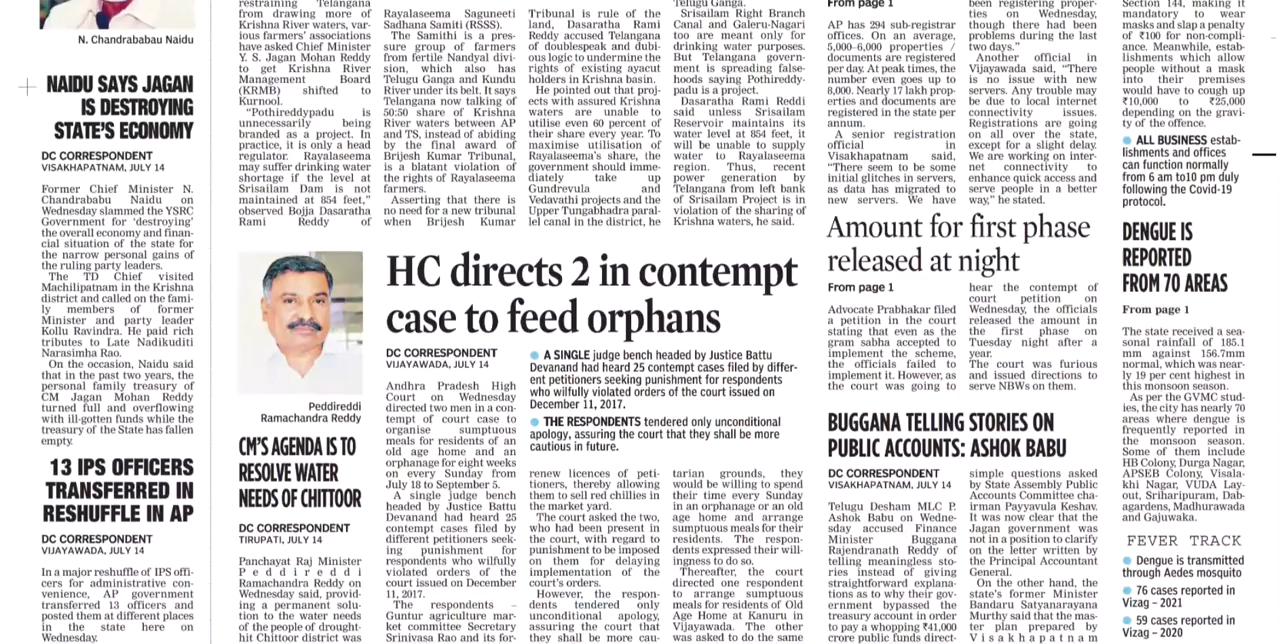 N. Chandrababu Naidu
NAIDU SAYS JAGAN
IS DESTROYING
STATE'S ECONOMY
DC CORRESPONDENT
VISAKHAPATNAM, JULY 14
Former Chief Minister N.
Chandrababu Naidu on
Wednesday slammed the YSRC
Government for 'destroying'
the overall economy and finan-
cial situation of the state for
the narrow personal gains of
the ruling party leaders.
The TD Chief visited
Machilipatnam in the Krishna
district and called on the fami-
ly members of former
Minister and party leader
Kollu Ravindra. He paid rich
tributes to Late Nadikuditi
Narasimha Rao.
On the occasion, Naidu said
that in the past two years, the
personal family treasury of
CM Jagan Mohan Reddy
turned full and overflowing
with ill-gotten funds while the
treasury of the State has fallen
empty.
13 IPS OFFICERS
TRANSFERRED IN
RESHUFFLE IN AP
DC CORRESPONDENT
VIJAYAWADA, JULY 14
In a major reshuffle of IPS offi-
cers for administrative con-
venience, AP government
transferred 13 officers and
posted them at different places
in the state here on
Wednesday.
restraining Telangana
from drawing more of
Krishna River waters, var-
ious farmers' associations
have asked Chief Minister
Y. S. Jagan Mohan Reddy
to get Krishna River
Management Board
(KRMB) shifted to
Kurnool.
"Pothireddypadu is
unnecessarily being
branded as a project. In
practice, it is only a head
regulator. Rayalaseema
may suffer drinking water
shortage if the level at
Srisailam Dam is not
maintained at 854 feet,"
observed Bojja Dasaratha
Rami Reddy of
Rayalaseema Saguneeti
Sadhana Samiti (RSSS).
The Samithi is a pres-
sure group of farmers
from fertile Nandyal divi-
sion, which also has
Telugu Ganga and Kundu
River under its belt. It says
Telangana now talking of
50:50 share of Krishna
River waters between AP
and TS, instead of abiding
by the final award of
Brijesh Kumar Tribunal,
is a blatant violation of
the rights of Rayalaseema
farmers.
Asserting that there is
no need for a new tribunal
when Brijesh Kumar
Tribunal is rule of the
land, Dasaratha Rami
Reddy accused Telangana
of doublespeak and dubi-
ous logic to undermine the
rights of existing ayacut
holders in Krishna basin.
He pointed out that proj-
ects with assured Krishna
waters are unable to
utilise even 60 percent of
their share every year. To
maximise utilisation of
Rayalaseema's share, the
government should imme-
diately take up
Gundrevula and
Vedavathi projects and the
Upper Tungabhadra paral-
lel canal in the district, he
Telugu Ganga.
Srisailam Right Branch
Canal and Galeru-Nagari
too are meant only for
drinking water purposes.
But Telangana govern-
ment is spreading false-
hoods saying Pothireddy-
padu is a project.
Dasaratha Rami Reddi
said unless Srisailam
Reservoir maintains its
water level at 854 feet, it
will be unable to supply
water to Rayalaseema
region. Thus, recent
power generation by
Telangana from left bank
of Srisailam Project is in
violation of the sharing of
Krishna waters, he said.
Peddireddi
Ramachandra Reddy
CM'S AGENDA IS TO
RESOLVE WATER
NEEDS OF CHITTOOR
DC CORRESPONDENT
TIRUPATI, JULY 14
Panchayat Raj Minister
Peddireddi
Ramachandra Reddy on
Wednesday said, provid-
ing a permanent solu-
tion to the water needs
of the people of drought-
hit Chittoor district was
HC directs 2 in contempt
case to feed orphans
DC CORRESPONDENT
VIJAYAWADA, JULY 14
Andhra Pradesh High
Court on Wednesday
directed two men in a con-
tempt of court case to
organise sumptuous
meals for residents of an
old age home and an
orphanage for eight weeks
on every Sunday from
July 18 to September 5.
A single judge bench
headed by Justice Battu
Devanand had heard 25
contempt cases filed by
different petitioners seek-
ing punishment for
respondents who wilfully
violated orders of the
court issued on December
11, 2017.
The respondents –
Guntur agriculture mar-
ket committee Secretary
Srinivasa Rao and its for-
A SINGLE judge bench headed by Justice Battu
Devanand had heard 25 contempt cases filed by differ-
ent petitioners seeking punishment for respondents
who wilfully violated orders of the court issued on
December 11, 2017.
THE RESPONDENTS tendered only unconditional
apology, assuring the court that they shall be more
cautious in future.
renew licences of peti-
tioners, thereby allowing
them to sell red chillies in
the market yard.
The court asked the two,
who had been present in
the court, with regard to
punishment to be imposed
on them for delaying
implementation of the
court's orders.
However, the respon-
dents tendered only
unconditional apology,
assuring the court that
they shall be more cau-
tarian grounds, they
would be willing to spend
their time every Sunday
in an orphanage or an old
age home and arrange
sumptuous meals for their
residents. The respon-
dents expressed their will-
ingness to do so.
Thereafter, the court
directed one respondent
to arrange sumptuous
meals for residents of Old
Age Home at Kanuru in
Vijayawada. The other
was asked to do the same
From page 1
AP has 294 sub-registrar
offices. On an average,
5,000–6,000 properties /
documents are registered
per day. At peak times, the
number even goes up to
8,000. Nearly 17 lakh prop-
erties and documents are
registered in the state per
annum.
A senior registration
official in
Visakhapatnam said,
"There seem to be some
initial glitches in servers,
as data has migrated to
new servers. We have
been registering proper-
ties on Wednesday,
though there had been
problems during the last
two days."
Another official in
Vijayawada said, "There
is no issue with new
servers. Any trouble may
be due to local internet
connectivity issues.
Registrations are going
on all over the state,
except for a slight delay.
We are working on inter-
net connectivity to
enhance quick access and
serve people in a better
way," he stated.
Amount for first phase
released at night
From page 1
Advocate Prabhakar filed
a petition in the court
stating that even as the
gram sabha accepted to
implement the scheme,
the officials failed to
implement it. However, as
the court was going to
hear the contempt of
court petition on
Wednesday, the officials
released the amount in
the first phase on
Tuesday night after a
year.
The court was furious
and issued directions to
serve NBWs on them.
BUGGANA TELLING STORIES ON
PUBLIC ACCOUNTS: ASHOK BABU
DC CORRESPONDENT
VISAKHAPATNAM, JULY 14
Telugu Desham MLC P.
Ashok Babu on Wedne-
sday accused Finance
Minister Buggana
Rajendranath Reddy of
telling meaningless sto-
ries instead of giving
straightforward explana-
tions as to why their gov-
ernment bypassed the
treasury account in order
to pay a whopping ₹41,000
crore public funds direct-
simple questions asked
by State Assembly Public
Accounts Committee cha-
irman Payyavula Keshav.
It was now clear that the
Jagan government was
not in a position to clarify
on the letter written by
the Principal Accountant
General.
On the other hand, the
state's former Minister
Bandaru Satyanarayana
Murthy said that the mas-
ter plan prepared by
Visakhapatnam
Section 144, making it
mandatory to wear
masks and slap a penalty
of ₹100 for non-compli-
ance. Meanwhile, estab-
lishments which allow
people without a mask
into their premises
would have to cough up
₹10,000 to ₹25,000
depending on the gravi-
ty of the offence.
ALL BUSINESS estab-
lishments and offices
can function normally
from 6 am to10 pm duly
following the Covid-19
protocol.
DENGUE IS
REPORTED
FROM 70 AREAS
From page 1
The state received a sea-
sonal rainfall of 185.1
mm against 156.7mm
normal, which was near-
ly 19 per cent highest in
this monsoon season.
As per the GVMC stud-
ies, the city has nearly 70
areas where dengue is
frequently reported in
the monsoon season.
Some of them include
HB Colony, Durga Nagar,
APSEB Colony, Visala-
khi Nagar, VUDA Lay-
out, Sriharipuram, Dab-
agardens, Madhurawada
and Gajuwaka.
FEVER TRACK
Dengue is transmitted
through Aedes mosquito
76 cases reported in
Vizag – 2021
59 cases reported in
Vizag – 2020